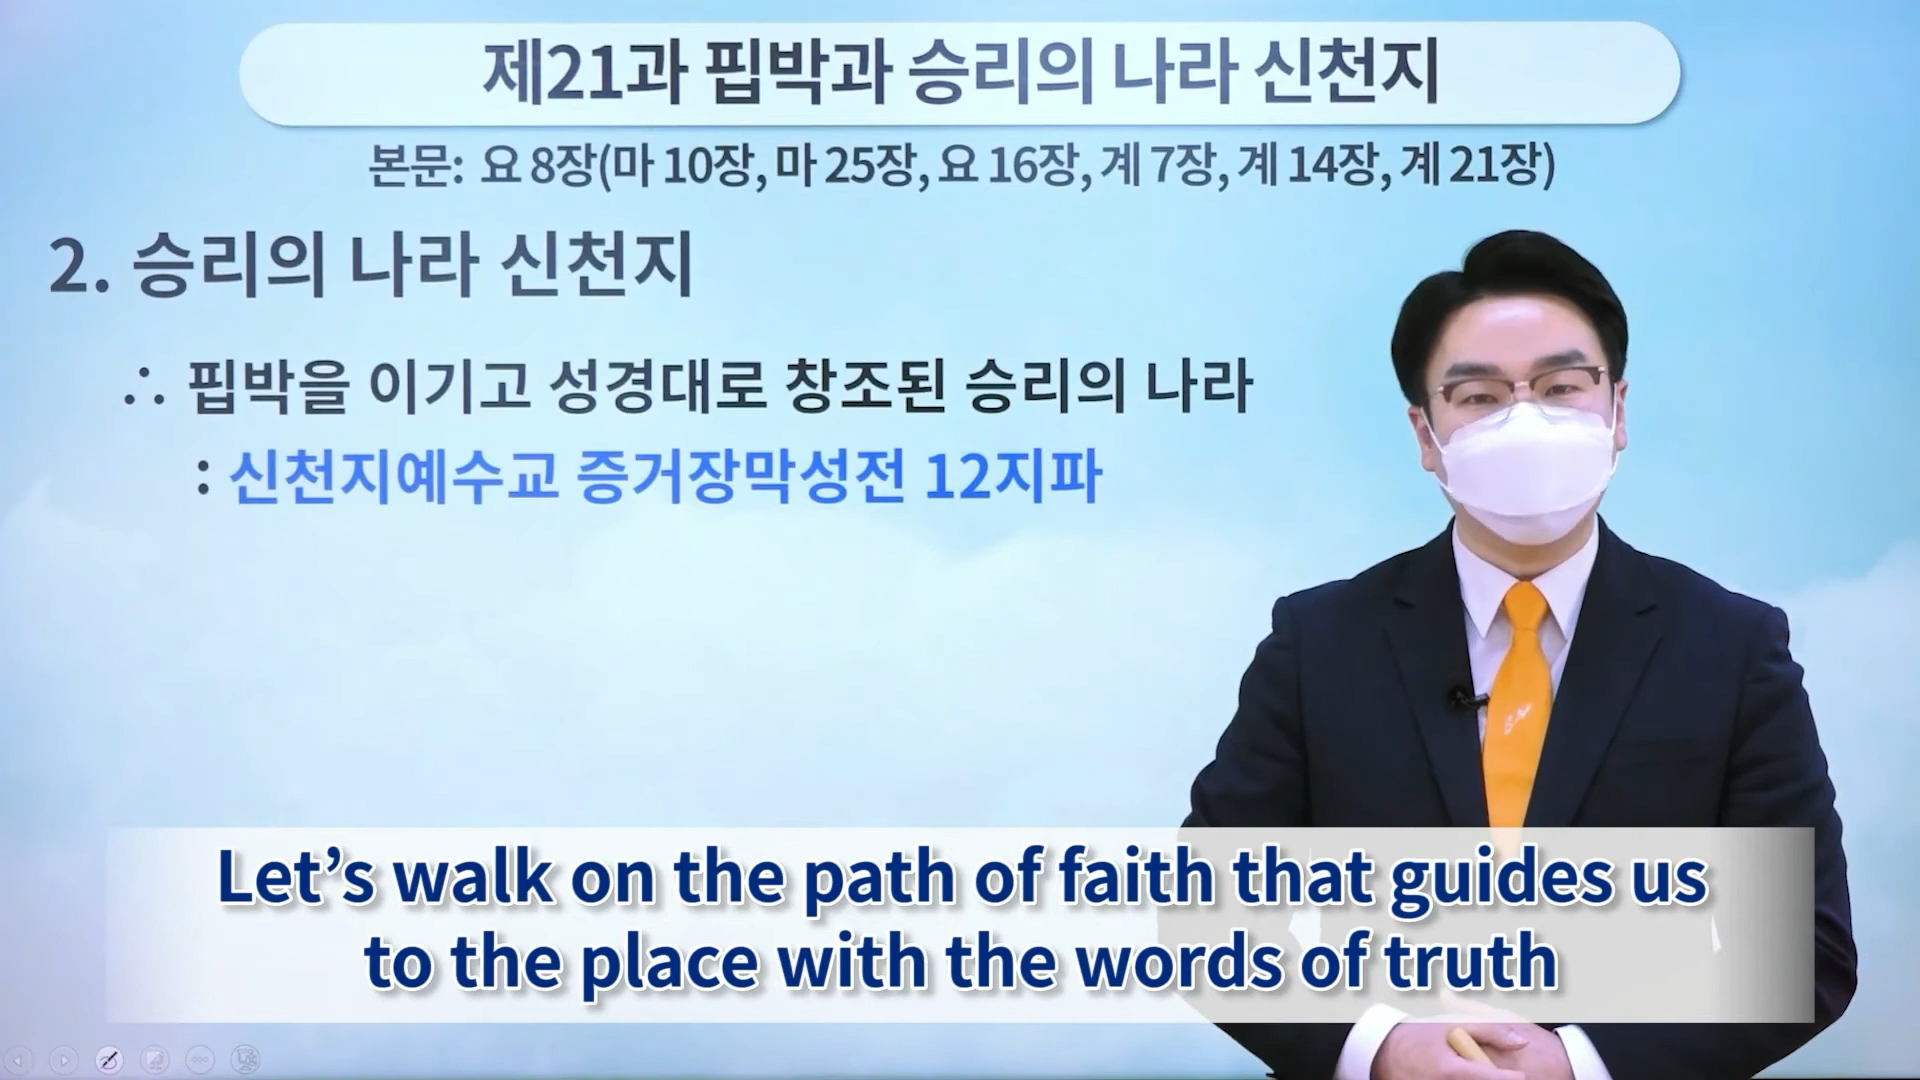 제21과 핍박과 승리의 나라 신천지
본문: 요 8장(마 10장, 마 25장, 요 16장, 계 7장, 계 14장, 계 21장)
2. 승리의 나라 신천지
∴ 핍박을 이기고 성경대로 창조된 승리의 나라
: 신천지예수교 증거장막성전 12지파
Let’s walk on the path of faith that guides us
to the place with the words of truth